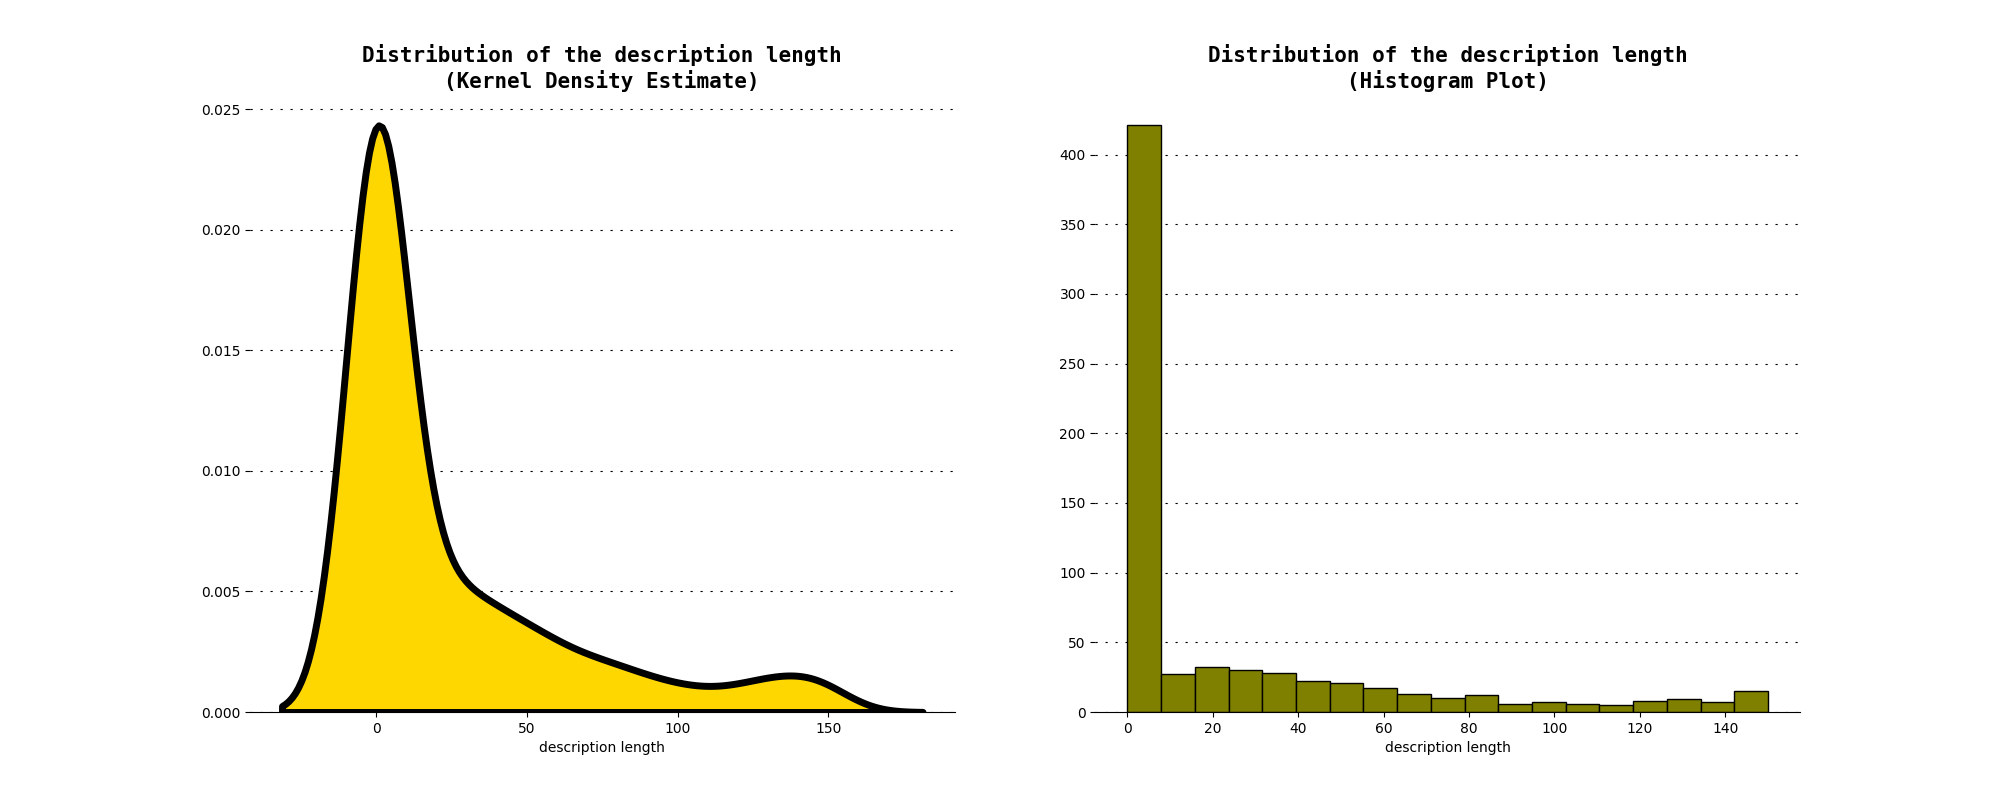 Distribution of the description length
(Kernel Density Estimate)
0.025
0.020
0.015
0.010
0.005
0.000
0 50 100 150
description length
Distribution of the description length
(Histogram Plot)
400
350
300
250
200
150
100
50
0
0 20 40 60 80 100 120 140
description length